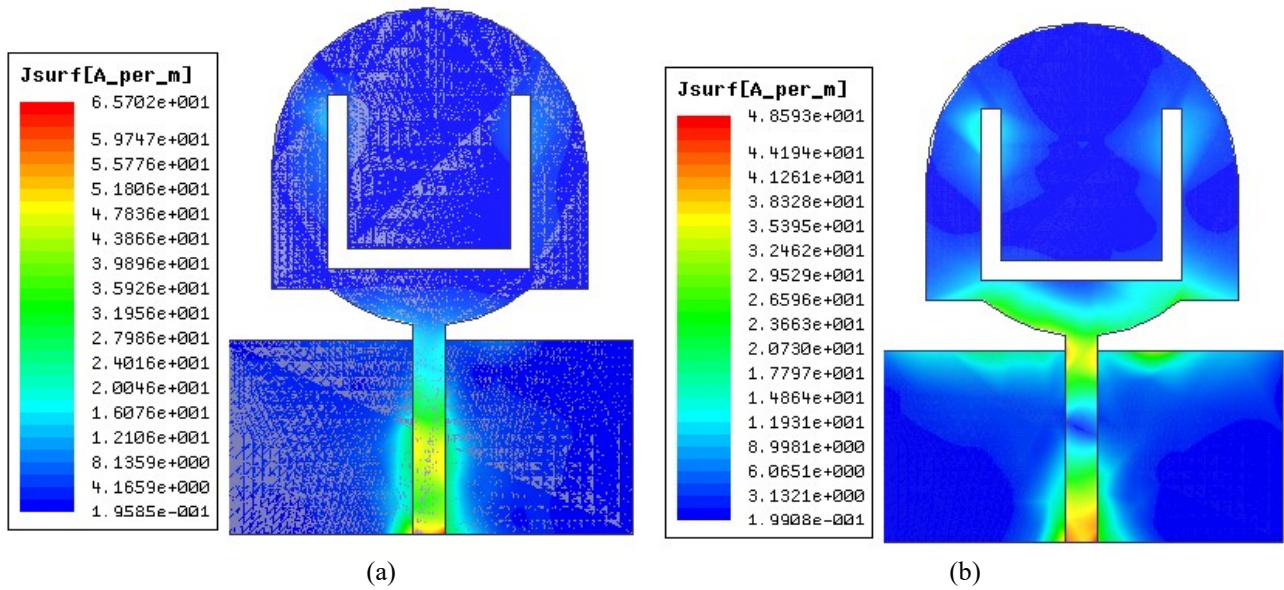 Jsurf[A_per_m]
6.5702e+001
5.9747e+001
5.5776e+001
5.1806e+001
4.7836e+001
4.3866e+001
3.9896e+001
3.5926e+001
3.1956e+001
2.7986e+001
2.4016e+001
2.0046e+001
1.6076e+001
1.2106e+001
8.1359e+000
4.1659e+000
1.9585e-001
(a)
Jsurf[A_per_m]
4.8593e+001
4.4194e+001
4.1261e+001
3.8328e+001
3.5395e+001
3.2462e+001
2.9529e+001
2.6596e+001
2.3663e+001
2.0730e+001
1.7797e+001
1.4864e+001
1.1931e+001
8.9981e+000
6.0651e+000
3.1321e+000
1.9908e-001
(b)